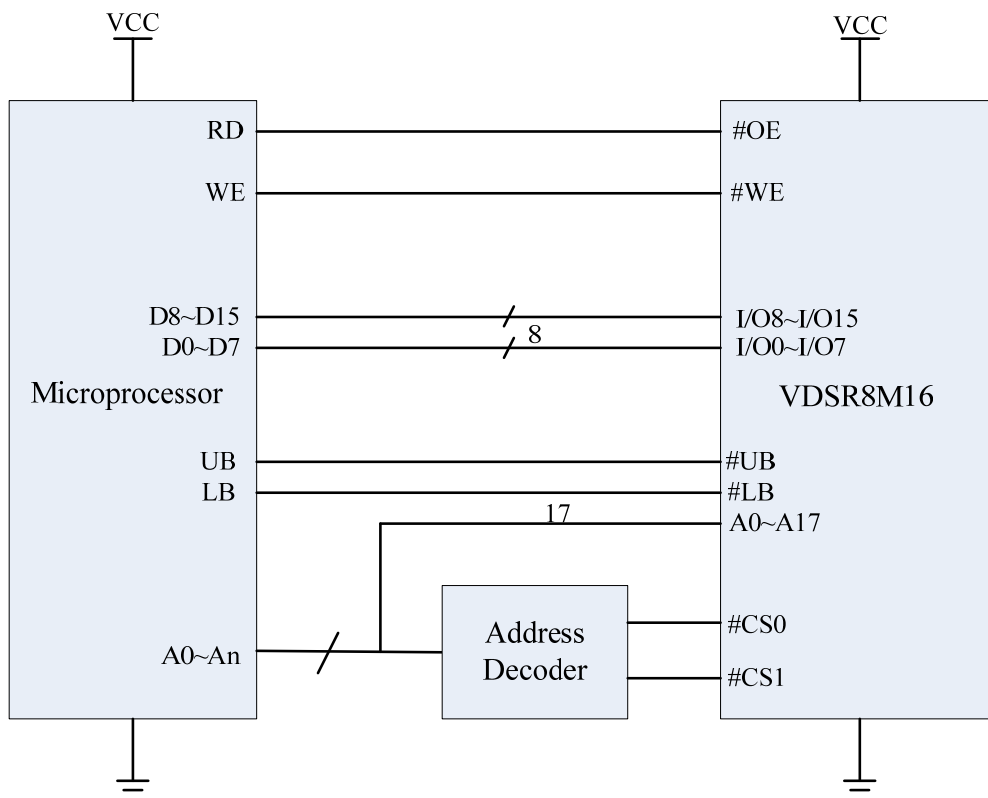 VCC
VCC
RD
#OE
WE
#WE
D8~D15
I/O8~I/O15
8
D0~D7
I/O0~I/O7
Microprocessor
VDSR8M16
UB
#UB
LB
#LB
17
A0~A17
Address
Decoder
#CS0
A0~An
#CS1